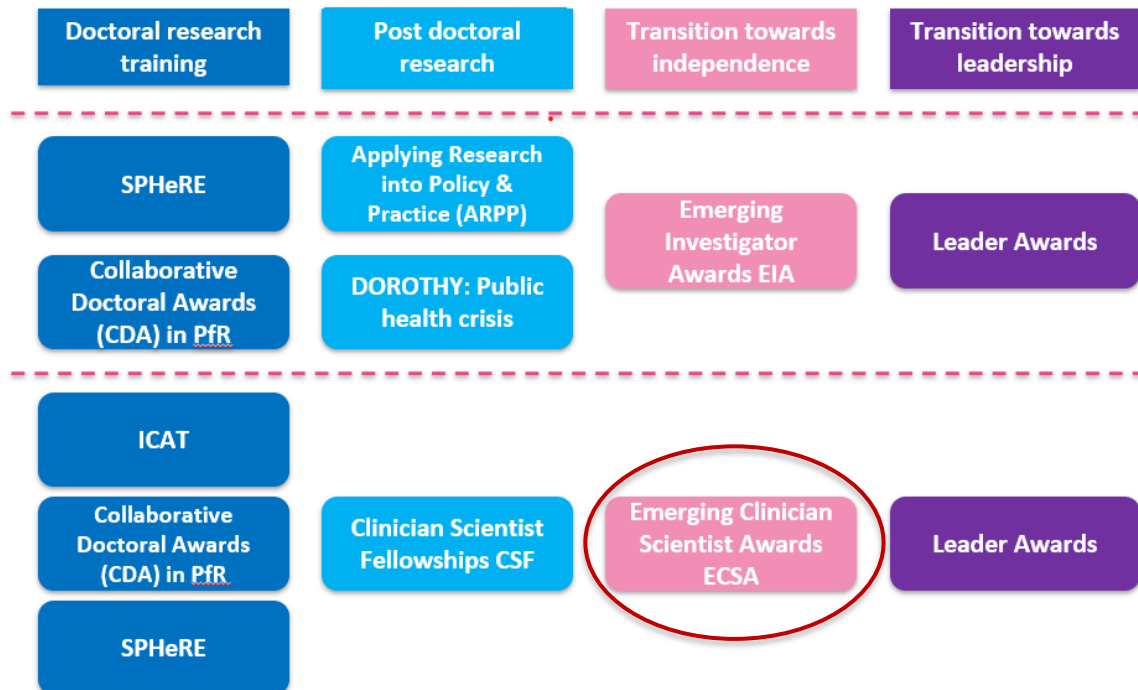 Doctoral research
training
Post doctoral
research
Transition towards
independence
Transition towards
leadership
SPHeRE
Applying Research
into Policy &
Practice (ARPP)
Emerging
Investigator
Awards EIA
Leader Awards
Collaborative
Doctoral Awards
(CDA) in PfR
DOROTHY: Public
health crisis
ICAT
Collaborative
Doctoral Awards
(CDA) in PfR
Clinician Scientist
Fellowships CSF
Emerging Clinician
Scientist Awards
ECSA
Leader Awards
SPHeRE